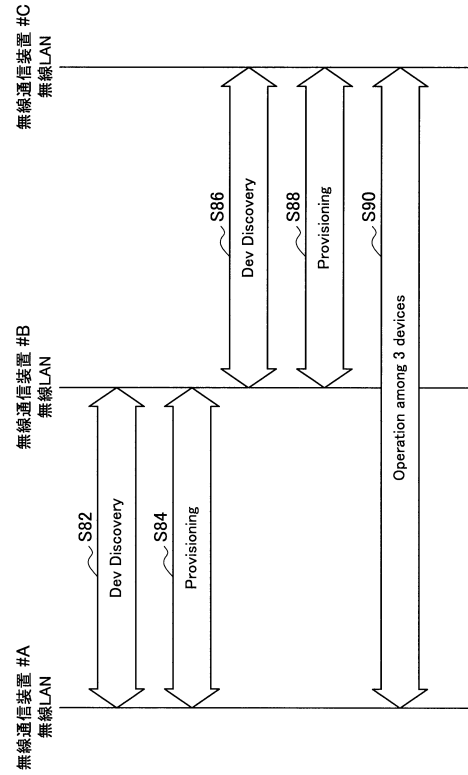 無線通信装置 #A
無線LAN
無線通信装置 #B
無線LAN
無線通信装置 #C
無線LAN
S82
Dev Discovery
S84
Provisioning
S86
Dev Discovery
S88
Provisioning
S90
Operation among 3 devices